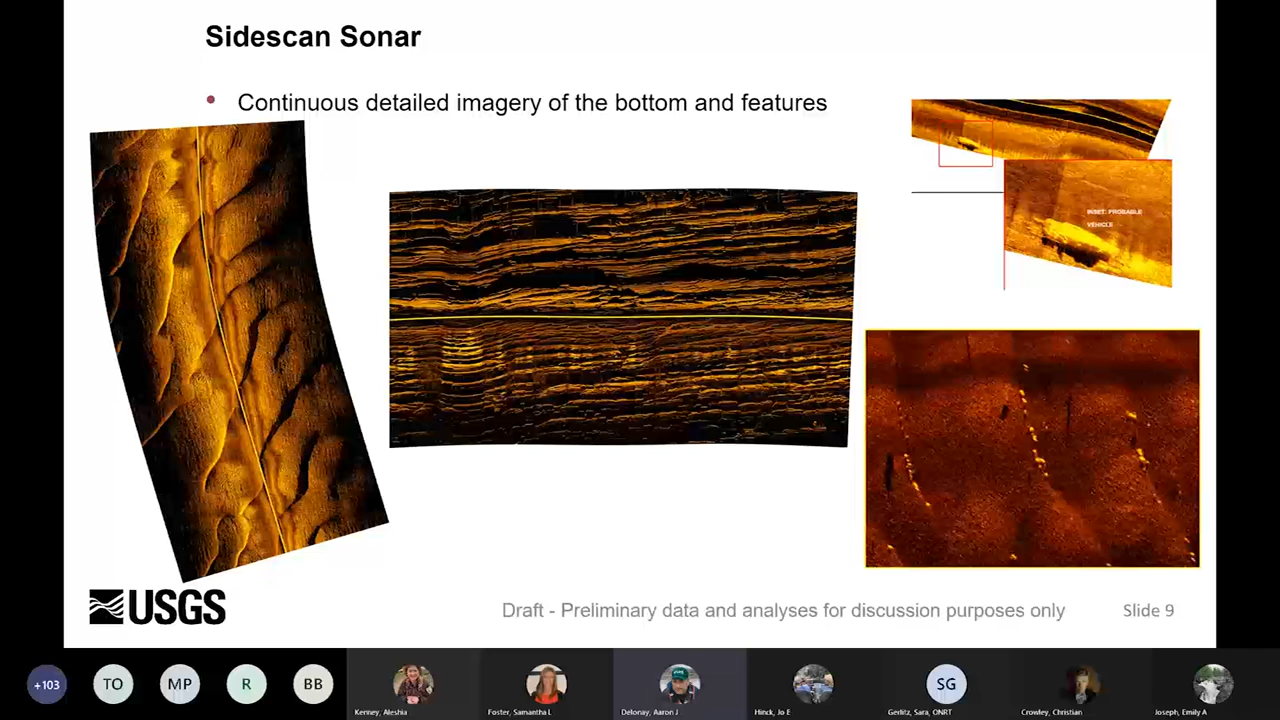 Sidescan Sonar
• Continuous detailed imagery of the bottom and features
INSET: PROBABLE
VEHICLE
USGS
Draft - Preliminary data and analyses for discussion purposes only
Slide 9
+103
TO
MP
R
BB
SG
Kenney, Aleshia
Foster, Samantha L
Delonay, Aaron J
Hinck, Jo E
Gerlitz, Sara, ONRT
Crowley, Christian
Joseph, Emily A